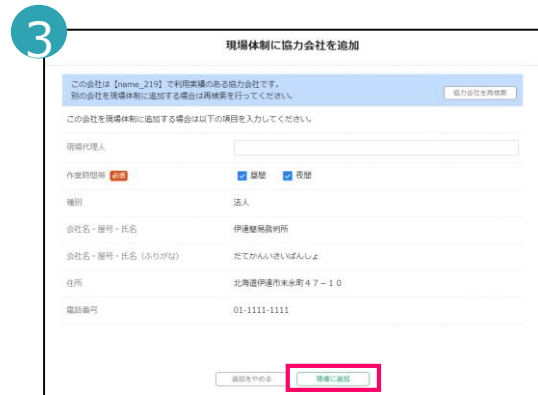 3
現場体制に協力会社を追加
この会社は【name_219】で利用実績のある協力会社です。
別の会社を現場体制に追加する場合は再検索を行ってください。
協力会社を再検索
この会社を現場体制に追加する場合は以下の項目を入力してください。
現場代理人
作業時間帯 必須 昼間 夜間
種別 法人
会社名・屋号・氏名 伊達簡易裁判所
会社名・屋号・氏名（ふりがな） だてかんいさいばんしょ
住所 北海道伊達市末永町４７－１０
電話番号 01-1111-1111
追加をやめる 現場に追加